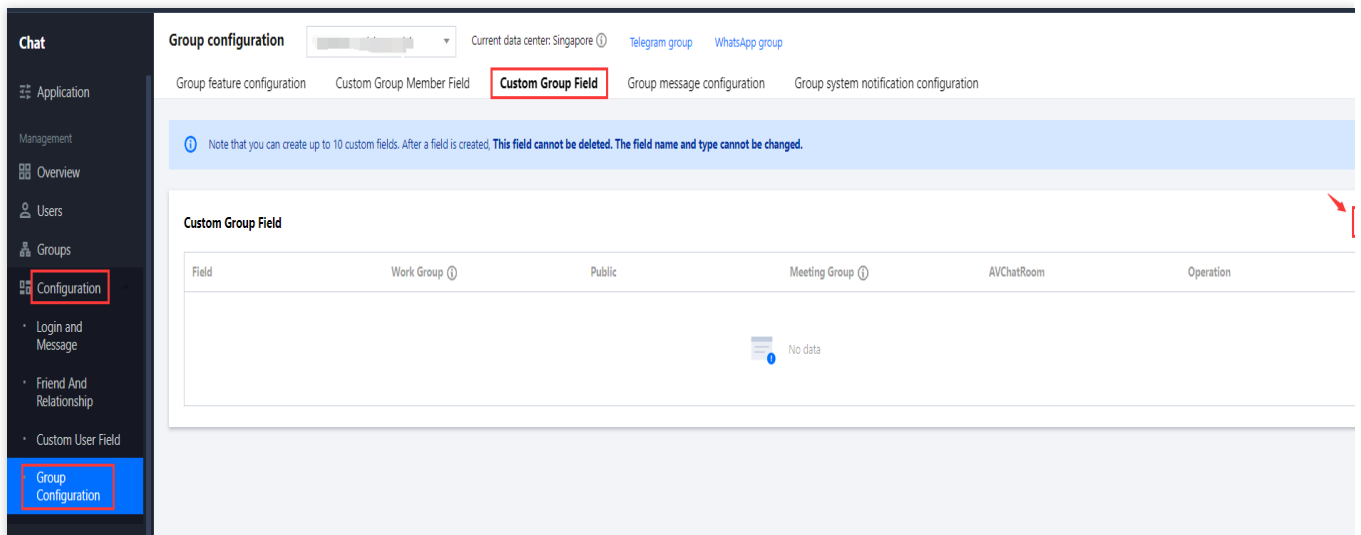 Chat
Application
Management
Overview
Users
Groups
Configuration
Login and
Message
Friend And
Relationship
Custom User Field
Group
Configuration
Group configuration
Current data center: Singapore
Telegram group
WhatsApp group
Group feature configuration
Custom Group Member Field
Custom Group Field
Group message configuration
Group system notification configuration
Note that you can create up to 10 custom fields. After a field is created, This field cannot be deleted. The field name and type cannot be changed.
Custom Group Field
Field
Work Group
Public
Meeting Group
AVChatRoom
Operation
No data